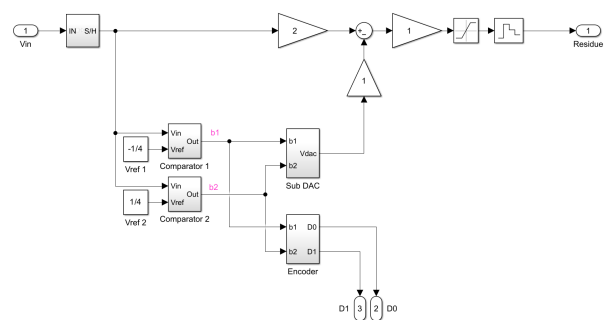 1
Vin
IN S/H
2
+
−
1
1
Residue
1
Vin
Vref
Out
b1
-1/4
Vref 1
Comparator 1
b1
b2
Vdac
Sub DAC
Vin
Vref
Out
b2
1/4
Vref 2
Comparator 2
b1 D0
b2 D1
Encoder
D1 3 2 D0